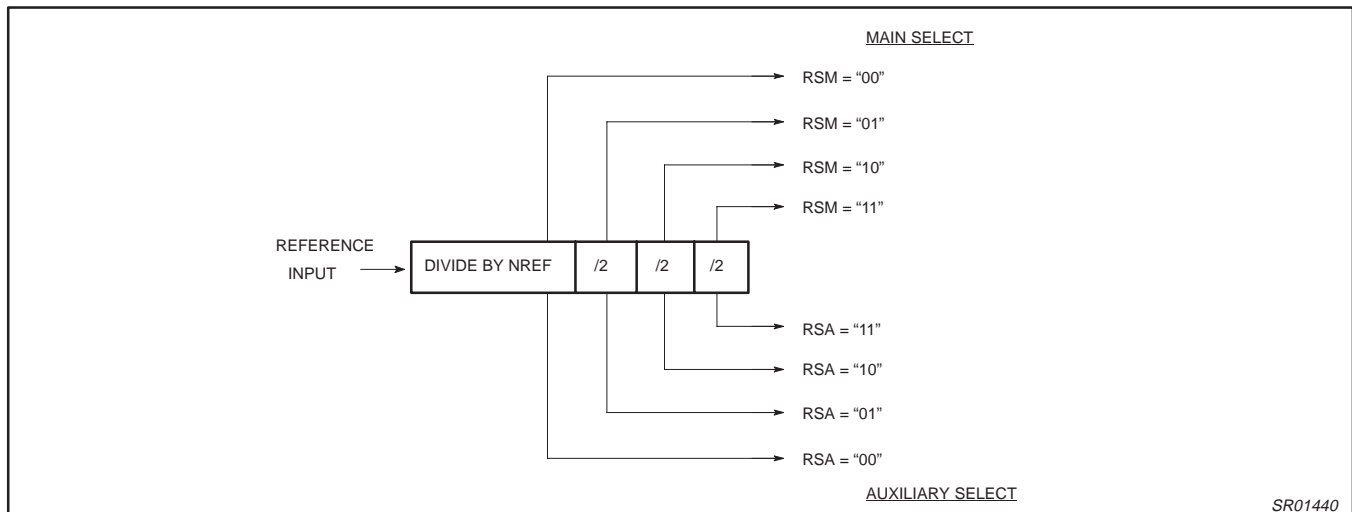 MAIN SELECT
RSM = “00”
RSM = “01”
RSM = “10”
RSM = “11”
REFERENCE
INPUT
DIVIDE BY NREF /2 /2 /2
RSA = “11”
RSA = “10”
RSA = “01”
RSA = “00”
AUXILIARY SELECT
SR01440